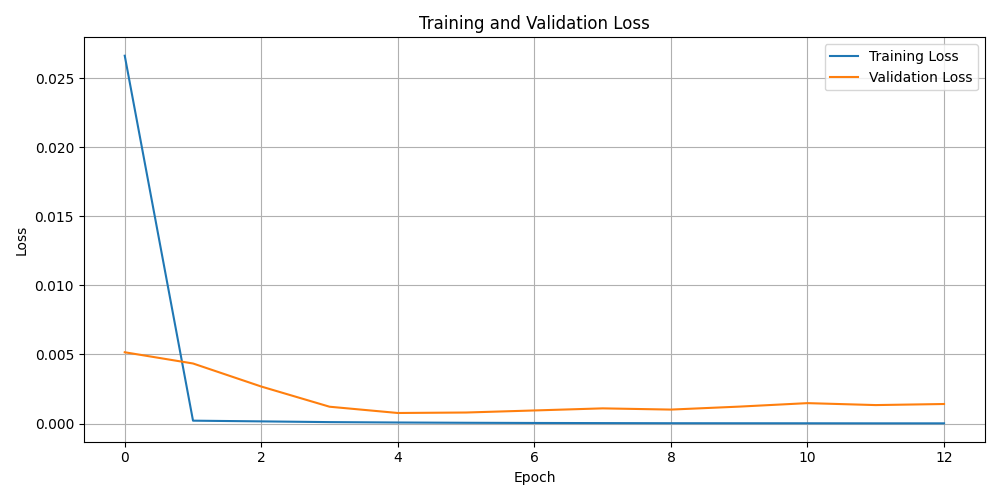 Training and Validation Loss
Training Loss
Validation Loss
0.025
0.020
0.015
0.010
0.005
0.000
Loss
0 2 4 6 8 10 12
Epoch